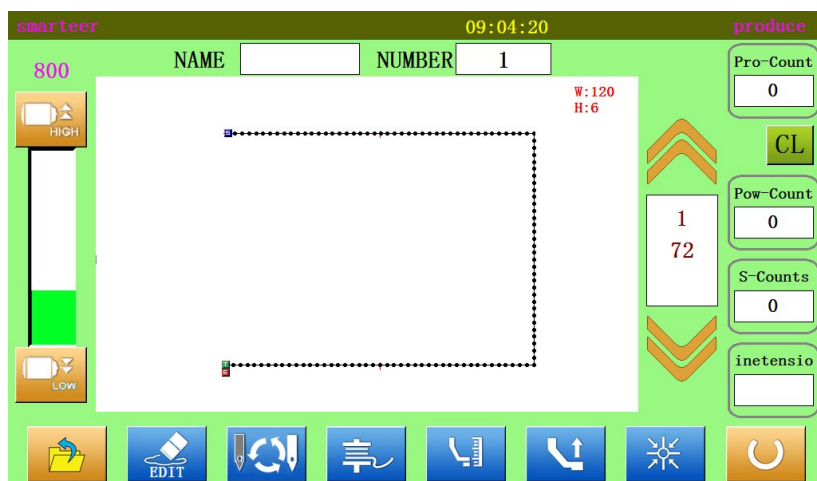 smarteer 09:04:20 produce
800
NAME
NUMBER 1
W:120
H:6
HIGH
LOW
1
72
Pro-Count
0
CL
Pow-Count
0
S-Counts
0
inetensio
EDIT